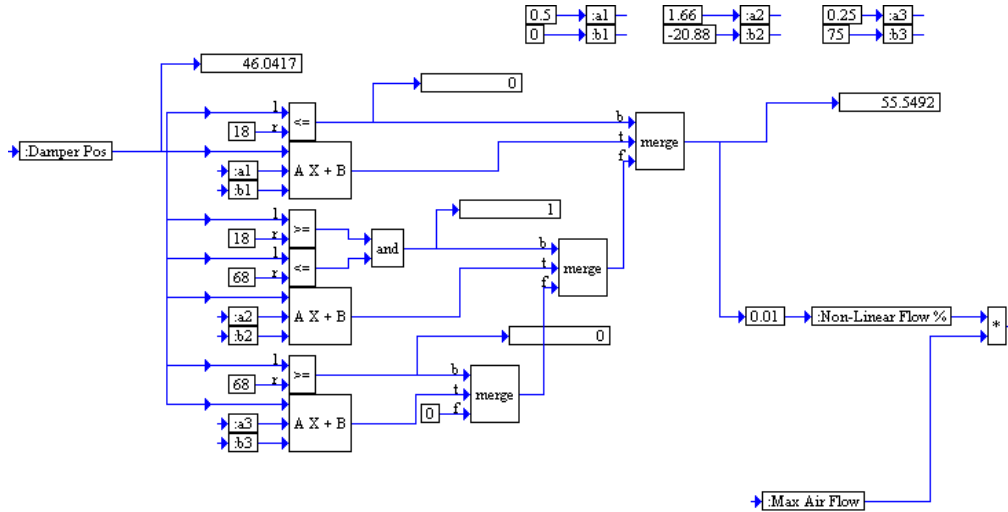 0.5 :a1 1.66 :a2 0.25 :a3
0 :b1 -20.88 :b2 75 :b3
46.0417
0
55.5492
l
<=
b
18 r
t
merge
:Damper Pos
f
:a1 A X + B
:b1
1
l
>=
18 r
and
b
l
<=
t
merge
68 r
f
:a2 A X + B
:b2
0.01 :Non-Linear Flow % *
0
l
>=
b
68 r
t
merge
0 f
:a3 A X + B
:b3
:Max Air Flow